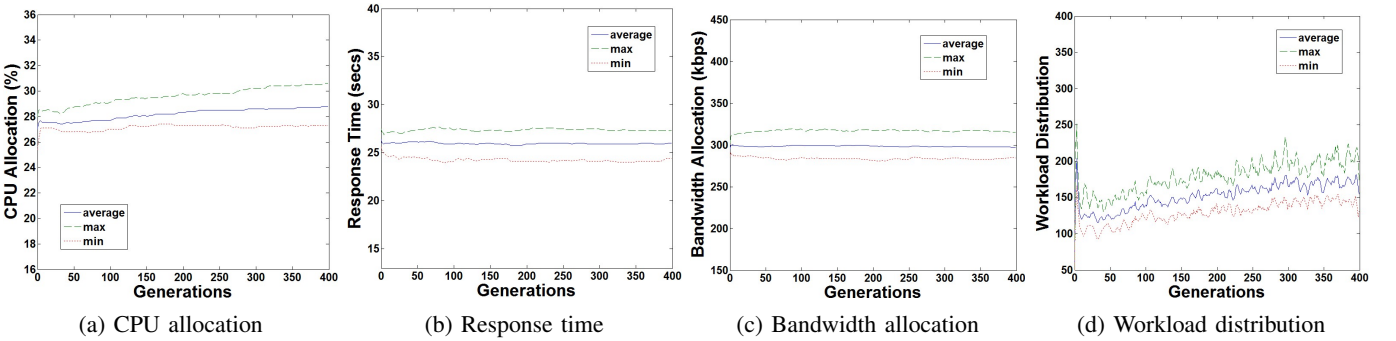 CPU Allocation (%)
36
34
32
30
28
26
24
22
20
18
16
average
max
min
0
50
100
150
200
250
300
350
400
Generations
(a) CPU allocation
Response Time (secs)
40
35
30
25
20
15
average
max
min
0
50
100
150
200
250
300
350
400
Generations
(b) Response time
Bandwidth Allocation (kbps)
450
400
350
300
250
200
150
average
max
min
0
50
100
150
200
250
300
350
400
Generations
(c) Bandwidth allocation
Workload Distribution
400
350
300
250
200
150
100
50
average
max
min
0
50
100
150
200
250
300
350
400
Generations
(d) Workload distribution